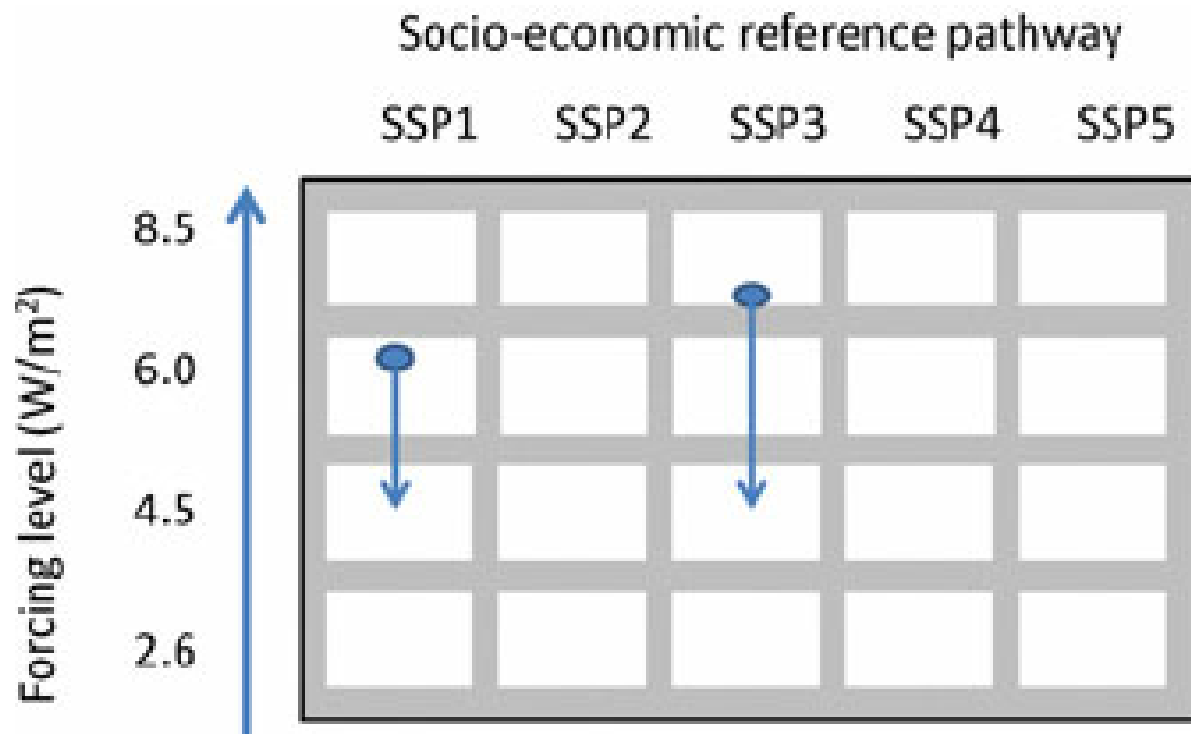 Socio-economic reference pathway
SSP1 SSP2 SSP3 SSP4 SSP5
Forcing level (W/m²)
8.5
6.0
4.5
2.6